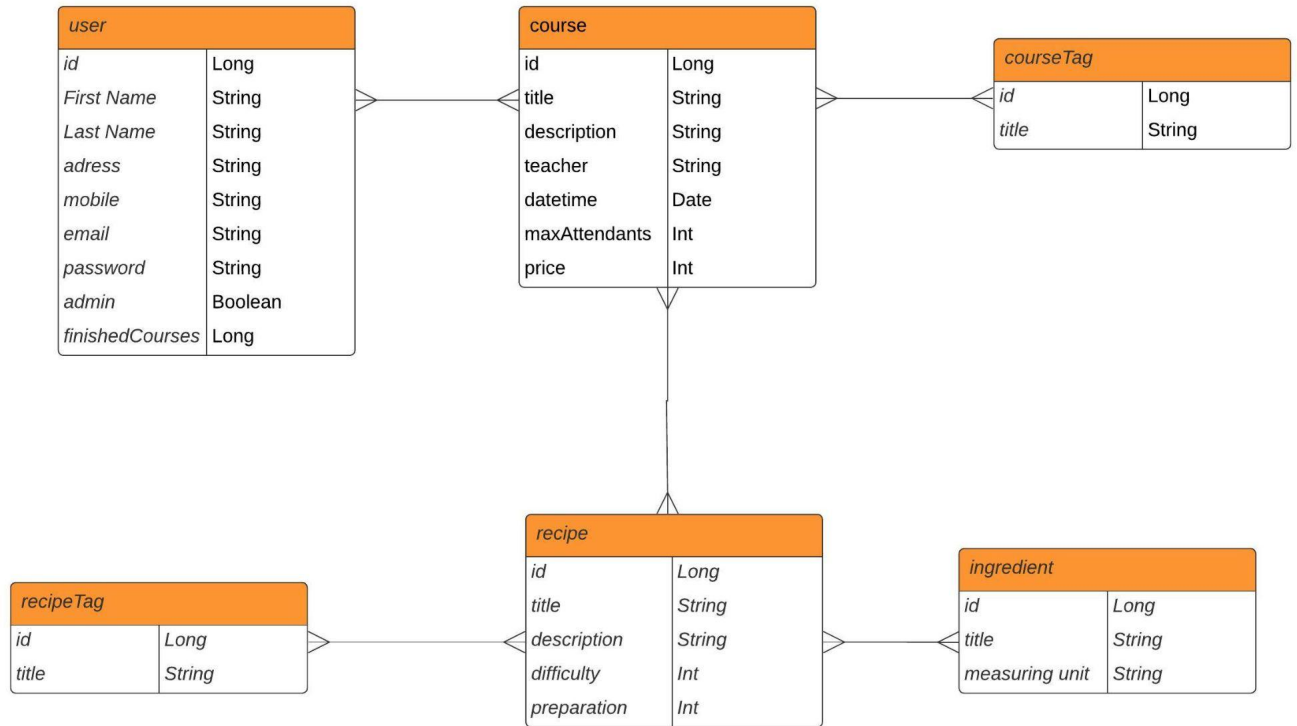 user
id Long
First Name String
Last Name String
adress String
mobile String
email String
password String
admin Boolean
finishedCourses Long
course
id Long
title String
description String
teacher String
datetime Date
maxAttendants Int
price Int
courseTag
id Long
title String
recipeTag
id Long
title String
recipe
id Long
title String
description String
difficulty Int
preparation Int
ingredient
id Long
title String
measuring unit String